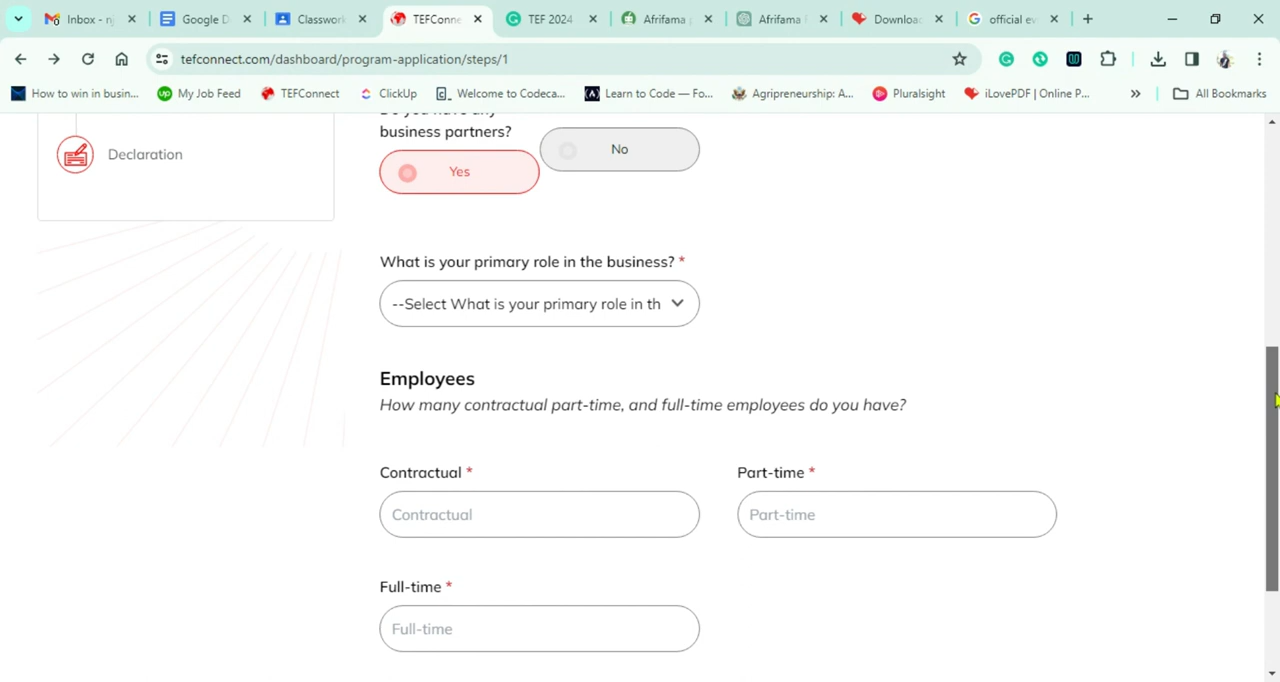 Inbox - nj
Google D
Classwork
TEFConne
TEF 2024
Afrifama
Afrifama
Downloa
official ev
tefconnect.com/dashboard/program-application/steps/1
How to win in busin...
My Job Feed
TEFConnect
ClickUp
Welcome to Codeca...
Learn to Code — Fo...
Agripreneurship: A...
Pluralsight
iLovePDF | Online P...
All Bookmarks
business partners?
No
Declaration
Yes
What is your primary role in the business? *
--Select What is your primary role in th
Employees
How many contractual part-time, and full-time employees do you have?
Contractual *
Part-time *
Contractual
Part-time
Full-time *
Full-time